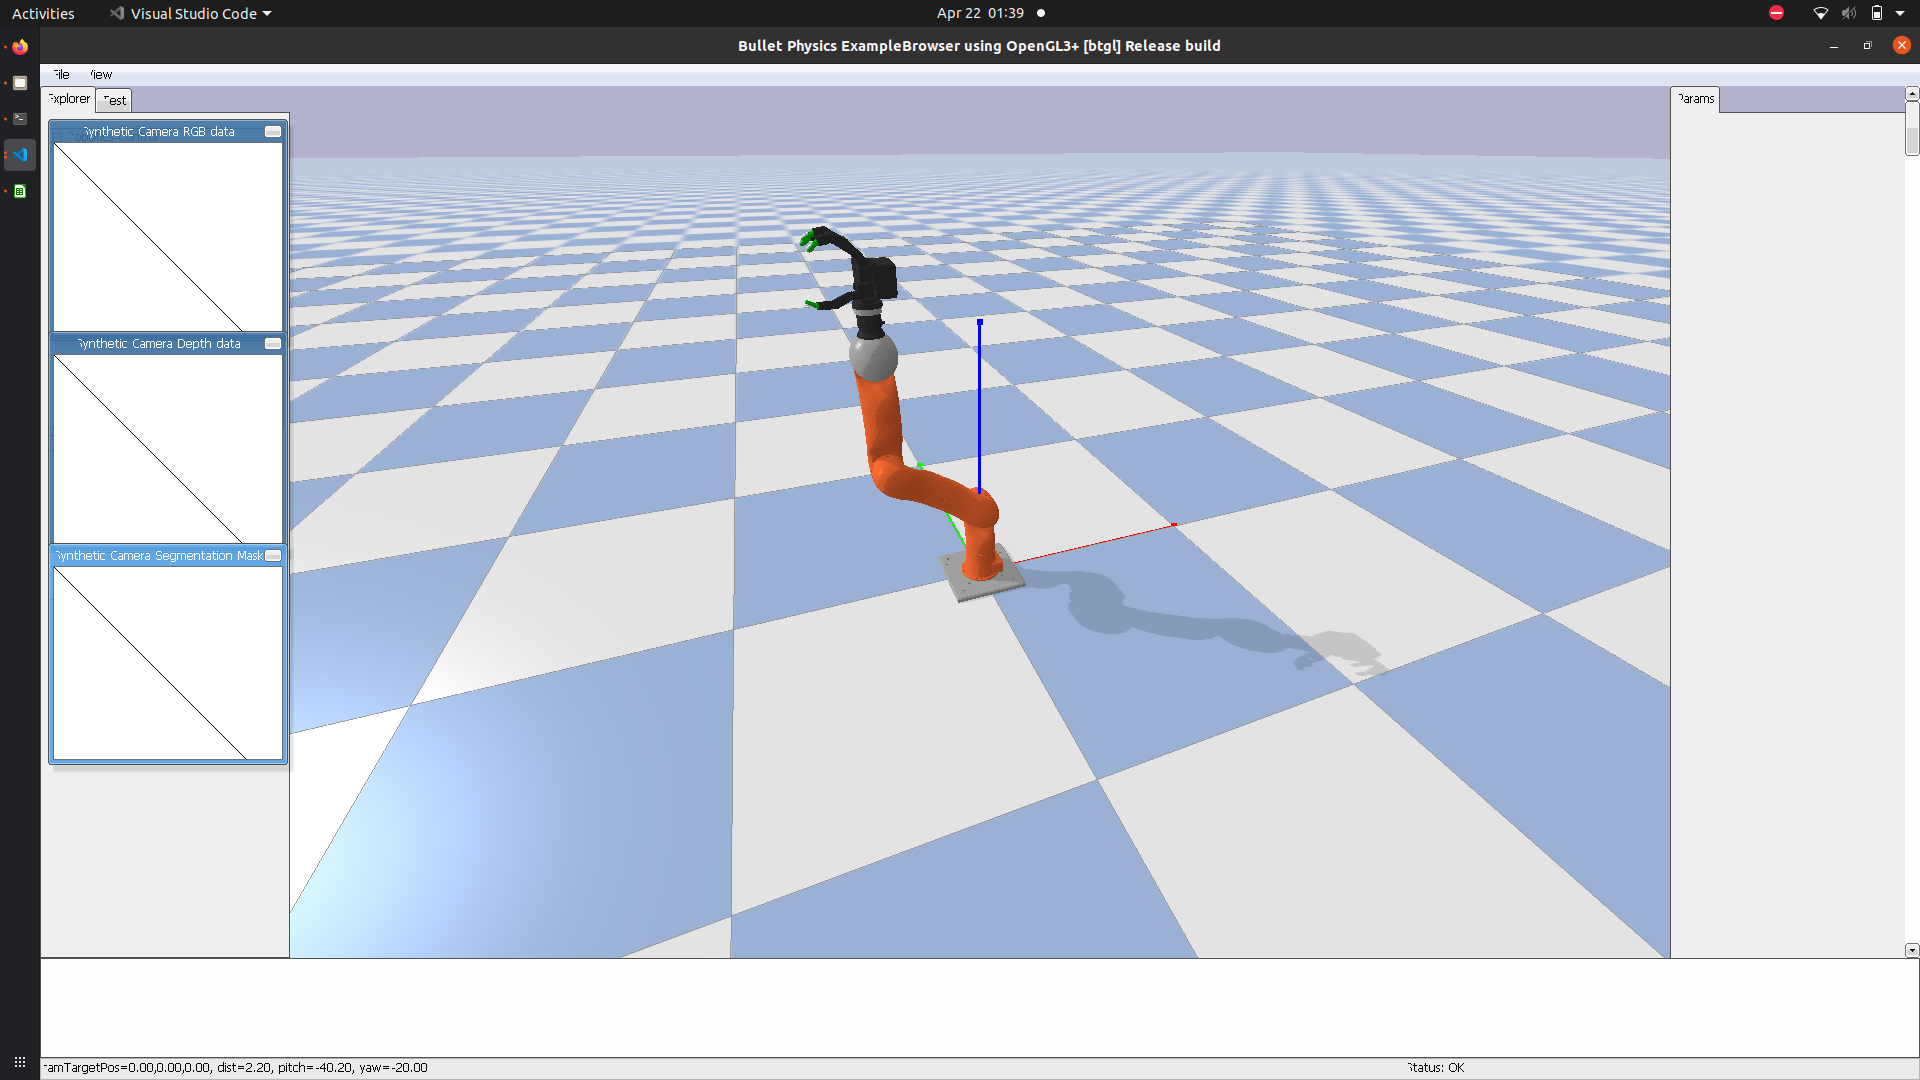 Activities
Visual Studio Code
Apr 22 01:39
Bullet Physics ExampleBrowser using OpenGL3+ [btgl] Release build
File
View
Explorer
Test
Params
Synthetic Camera RGB data
Synthetic Camera Depth data
Synthetic Camera Segmentation Mask
amTargetPos=0.00,0.00,0.00, dist=2.20, pitch=-40.20, yaw=-20.00
Status: OK